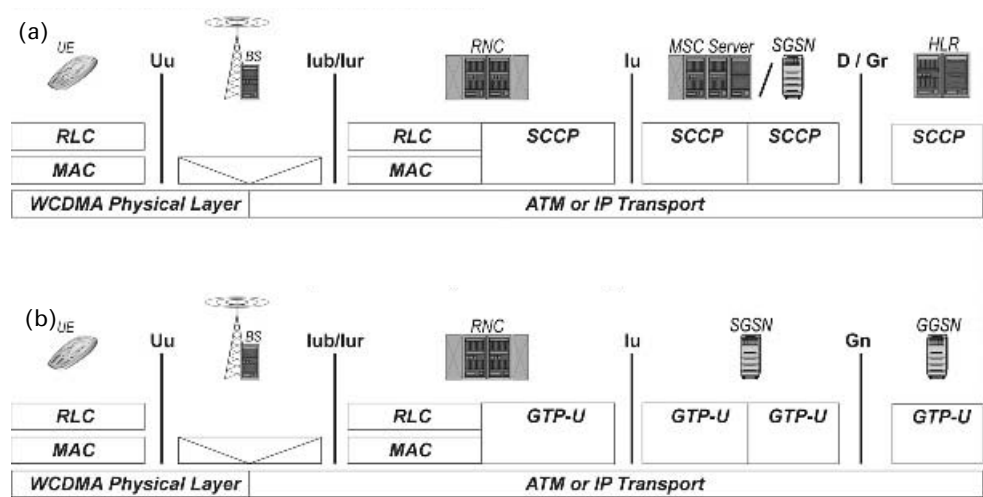 (a)
UE Uu BS Iub/Iur RNC Iu MSC Server / SGSN D / Gr HLR
RLC RLC SCCP SCCP SCCP SCCP
MAC MAC
WCDMA Physical Layer ATM or IP Transport
(b)
UE Uu BS Iub/Iur RNC Iu SGSN Gn GGSN
RLC RLC GTP-U GTP-U GTP-U GTP-U
MAC MAC
WCDMA Physical Layer ATM or IP Transport